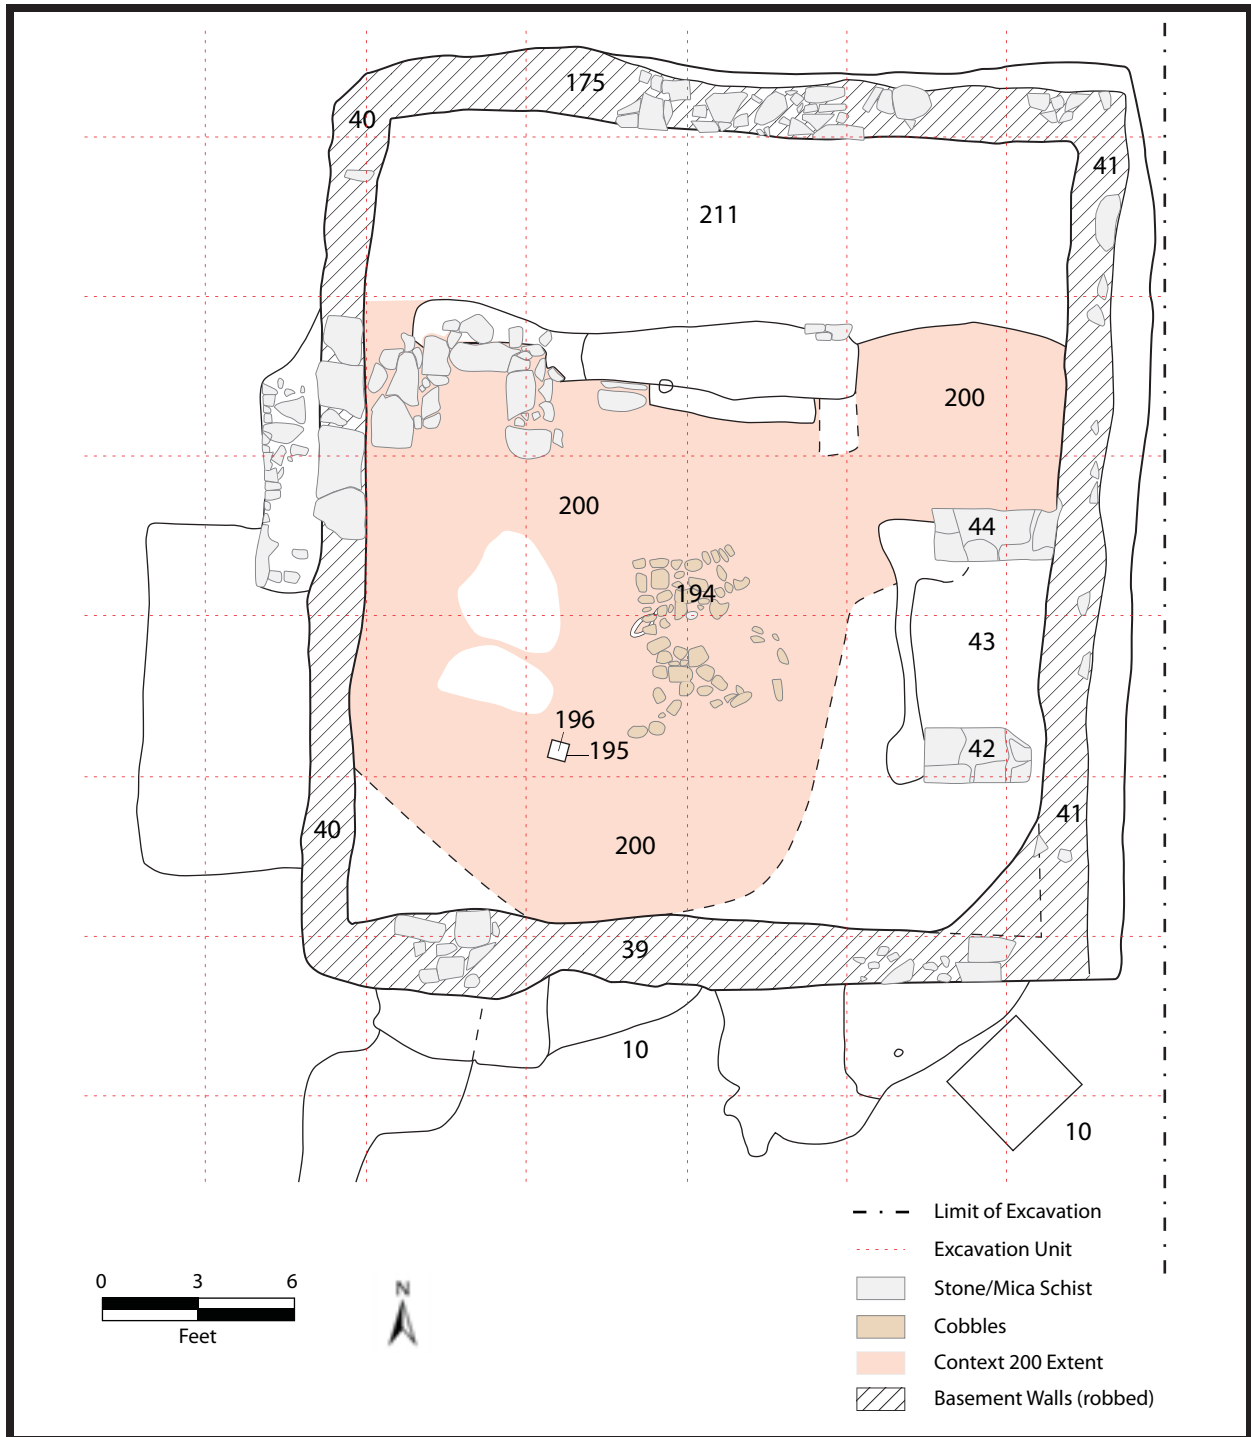 175
40
41
211
200
200
44
194
43
196
195
42
40
41
200
39
10
10
Limit of Excavation
Excavation Unit
Stone/Mica Schist
Cobbles
Context 200 Extent
Basement Walls (robbed)
0 3 6
Feet
N